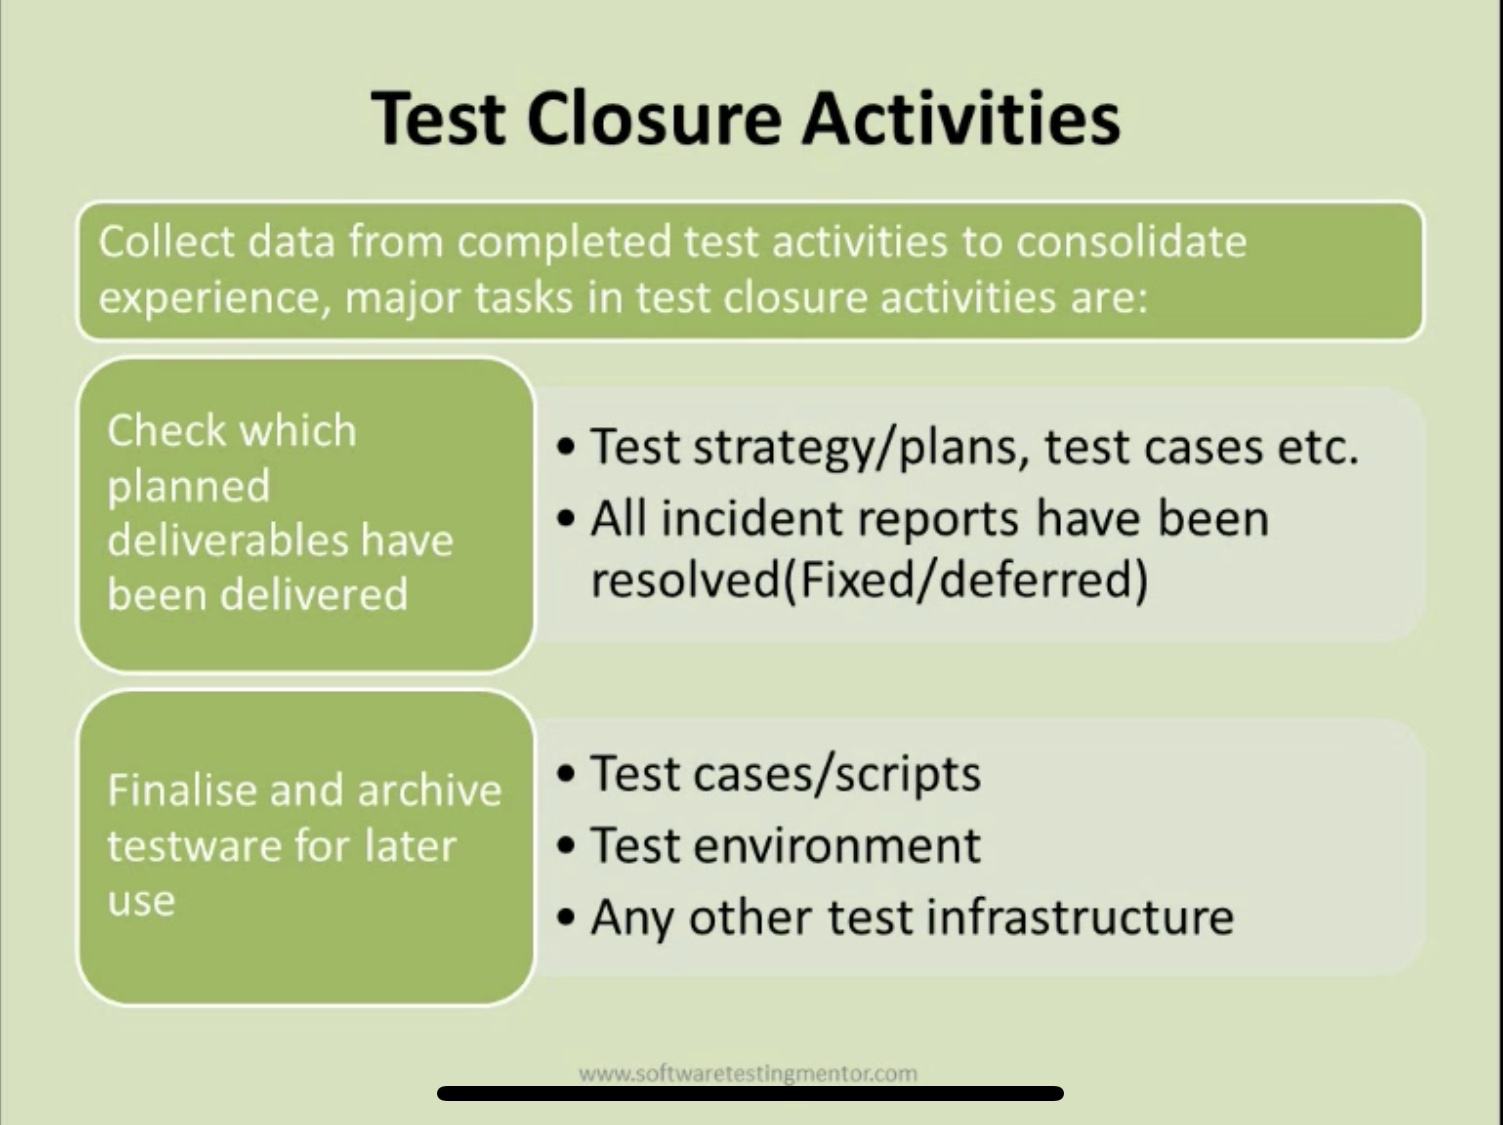 Test Closure Activities
Collect data from completed test activities to consolidate
experience, major tasks in test closure activities are:
Check which
planned
deliverables have
been delivered
• Test strategy/plans, test cases etc.
• All incident reports have been
resolved(Fixed/deferred)
Finalise and archive
testware for later
use
• Test cases/scripts
• Test environment
• Any other test infrastructure
www.softwaretestingmentor.com